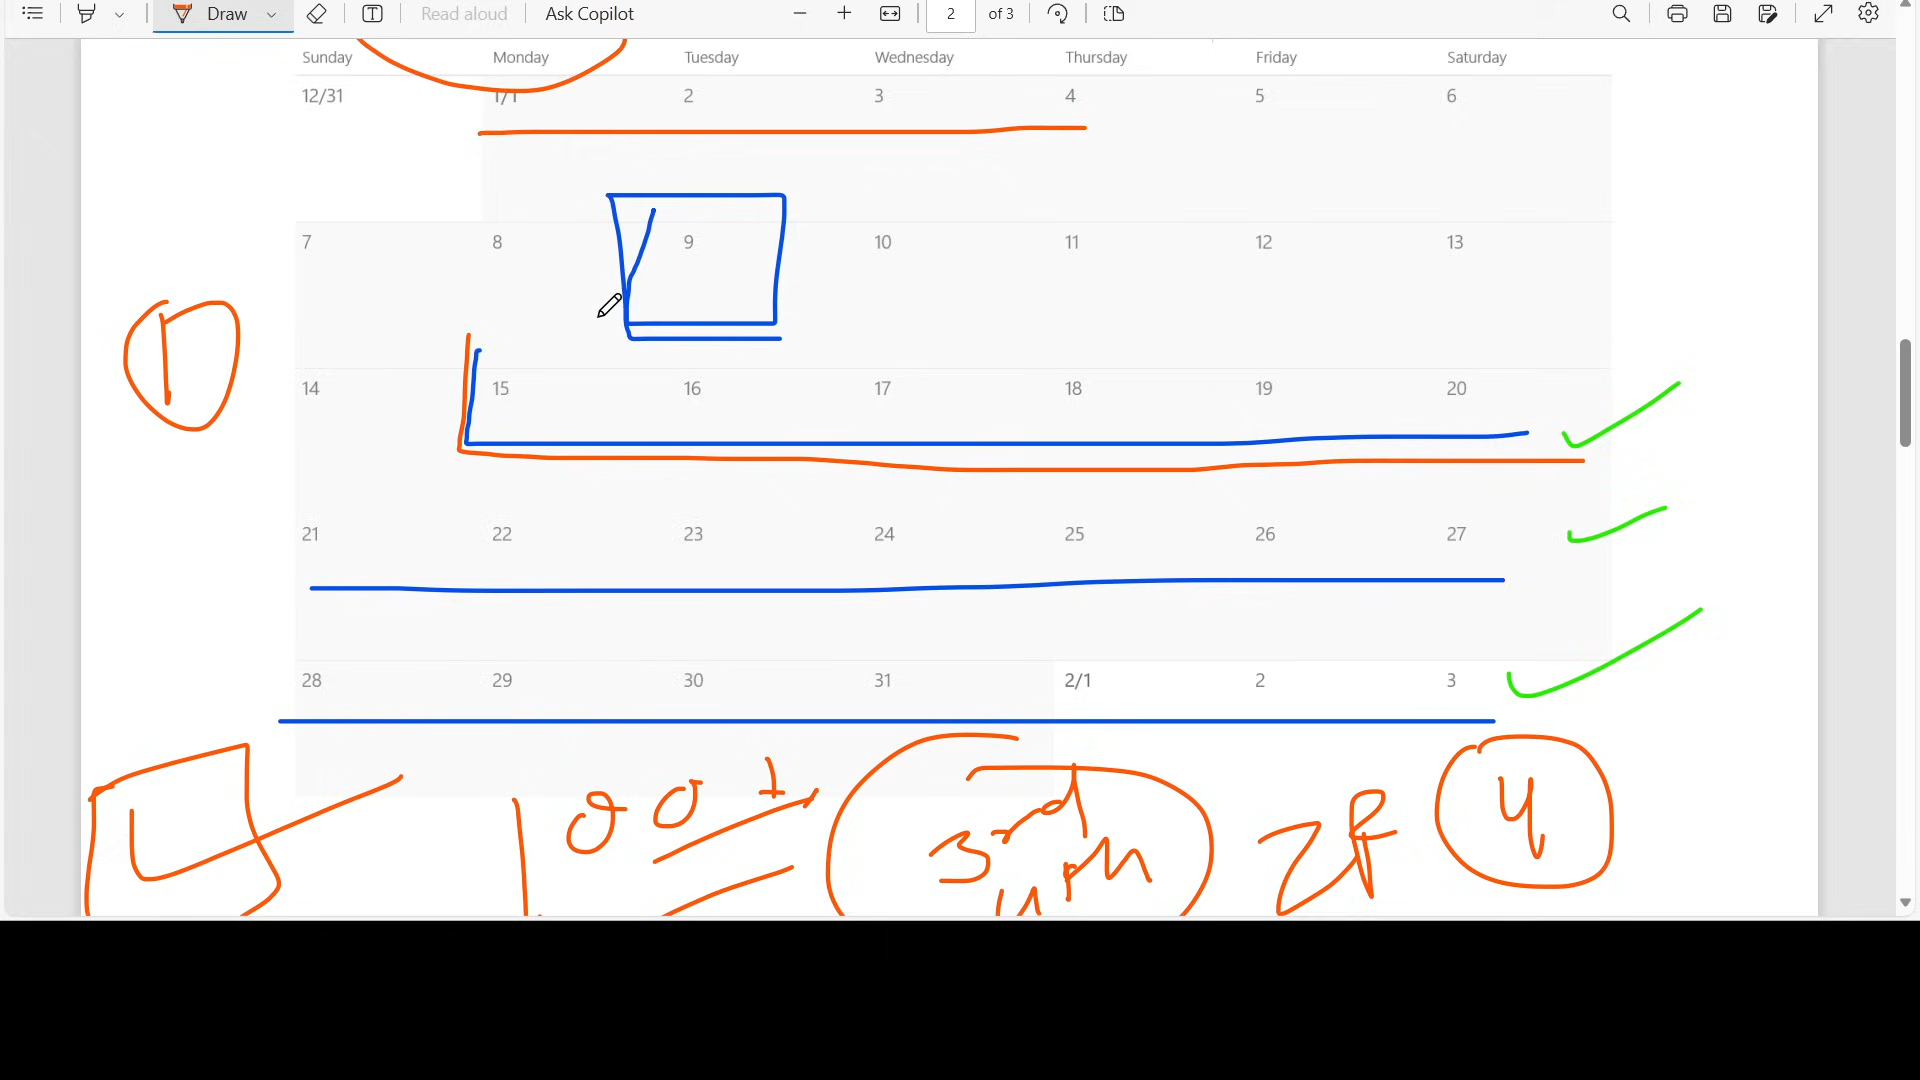 Draw Read aloud Ask Copilot 2 of 3
Sunday Monday Tuesday Wednesday Thursday Friday Saturday
12/31 1/1 2 3 4 5 6
7 8 9 10 11 12 13
14 15 16 17 18 19 20
21 22 23 24 25 26 27
28 29 30 31 2/1 2 3
3rd
4